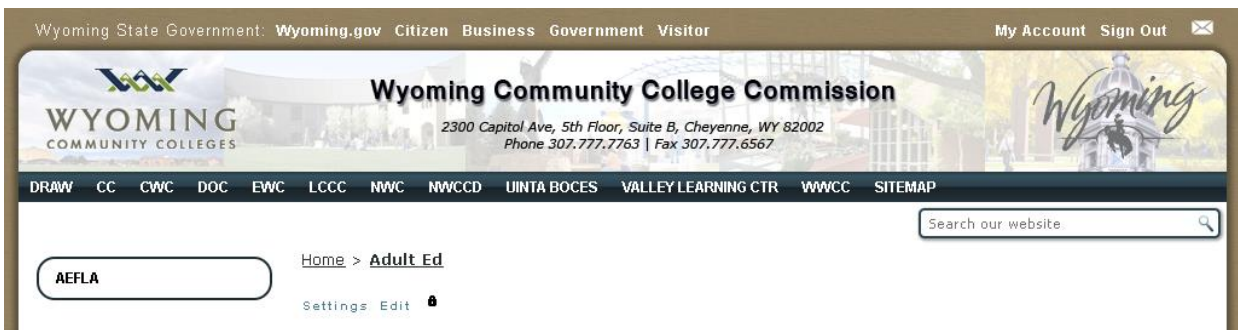 Wyoming State Government: Wyoming.gov Citizen Business Government Visitor My Account Sign Out
WYOMING
COMMUNITY COLLEGES
Wyoming Community College Commission
2300 Capitol Ave, 5th Floor, Suite B, Cheyenne, WY 82002
Phone 307.777.7763 | Fax 307.777.6567
Wyoming
DRAW CC CWC DOC EWC LCCC NWC NWCCD UINTA BOCES VALLEY LEARNING CTR WWCC SITEMAP
Search our website
AEFLA
Home > Adult Ed
Settings Edit